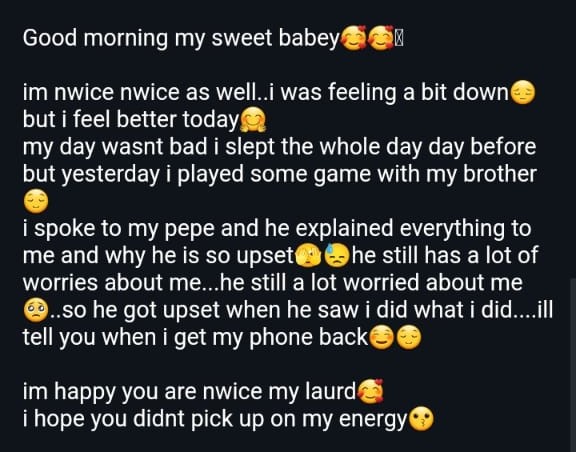 Good morning my sweet babey🥰🥰
im nwice nwice as well..i was feeling a bit down😔
but i feel better today🤗
my day wasnt bad i slept the whole day day before
but yesterday i played some game with my brother
😌
i spoke to my pepe and he explained everything to
me and why he is so upset🫣😓he still has a lot of
worries about me...he still a lot worried about me
🥺..so he got upset when he saw i did what i did....ill
tell you when i get my phone back☺️😌
im happy you are nwice my laurd🥰
i hope you didnt pick up on my energy😗